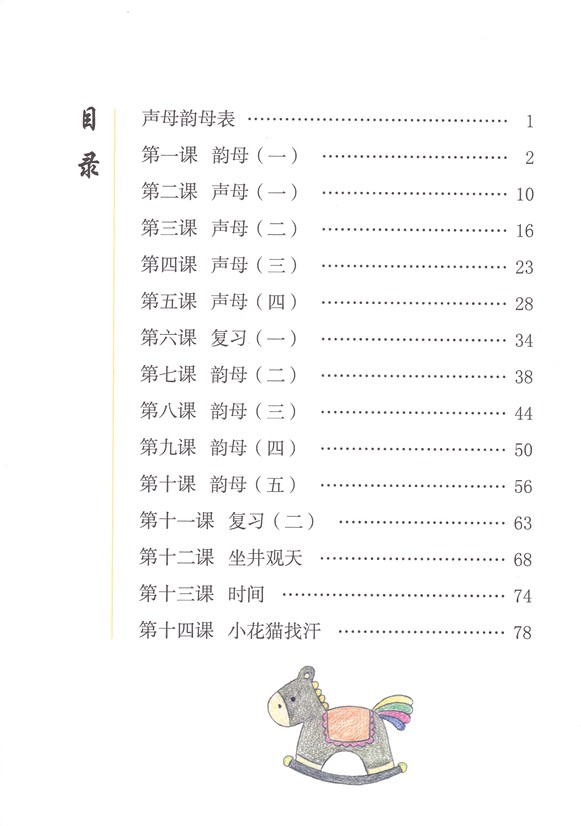 目录
声母韵母表 …………………………………… 1
第一课 韵母（一） ………………………… 2
第二课 声母（一） ………………………… 10
第三课 声母（二） ………………………… 16
第四课 声母（三） ………………………… 23
第五课 声母（四） ………………………… 28
第六课 复习（一） ………………………… 34
第七课 韵母（二） ………………………… 38
第八课 韵母（三） ………………………… 44
第九课 韵母（四） ………………………… 50
第十课 韵母（五） ………………………… 56
第十一课 复习（二） ……………………… 63
第十二课 坐井观天 ………………………… 68
第十三课 时间 ……………………………… 74
第十四课 小花猫找汗 ……………………… 78